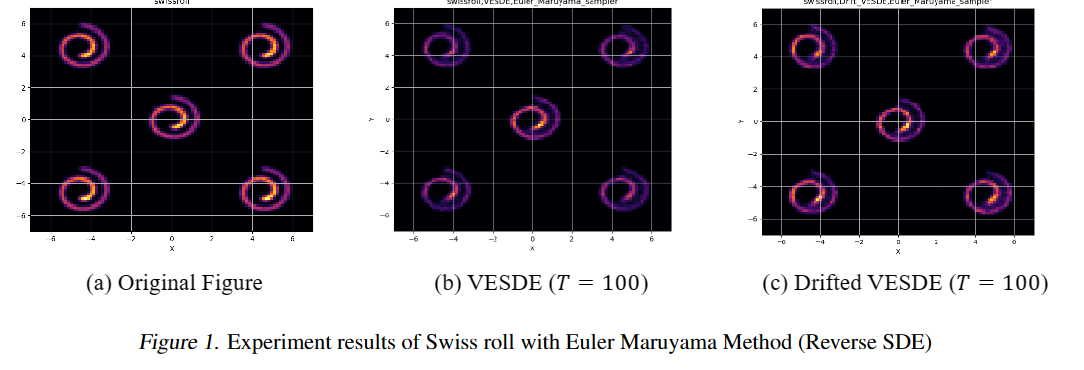 swissroll
swissroll,VESDE,Euler_Maruyama_sampler
swissroll,Drift_VESDE,Euler_Maruyama_sampler
6
4
2
0
−2
−4
−6
−6 −4 −2 0 2 4 6
X
6
4
2
0
−2
−4
−6
Y
−6 −4 −2 0 2 4 6
X
6
4
2
0
−2
−4
−6
Y
−6 −4 −2 0 2 4 6
X
(a) Original Figure
(b) VESDE (T = 100)
(c) Drifted VESDE (T = 100)
Figure 1. Experiment results of Swiss roll with Euler Maruyama Method (Reverse SDE)